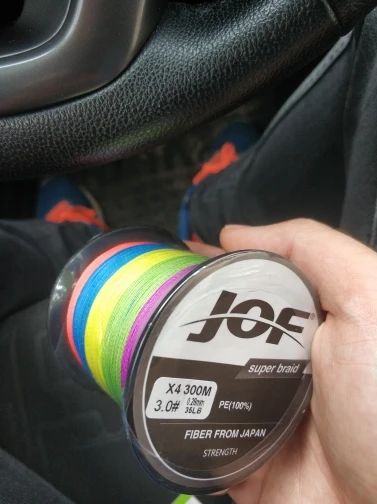 JOF®
super braid
X4 300M
3.0# 0.28mm
35LB
PE(100%)
FIBER FROM JAPAN
STRENGTH